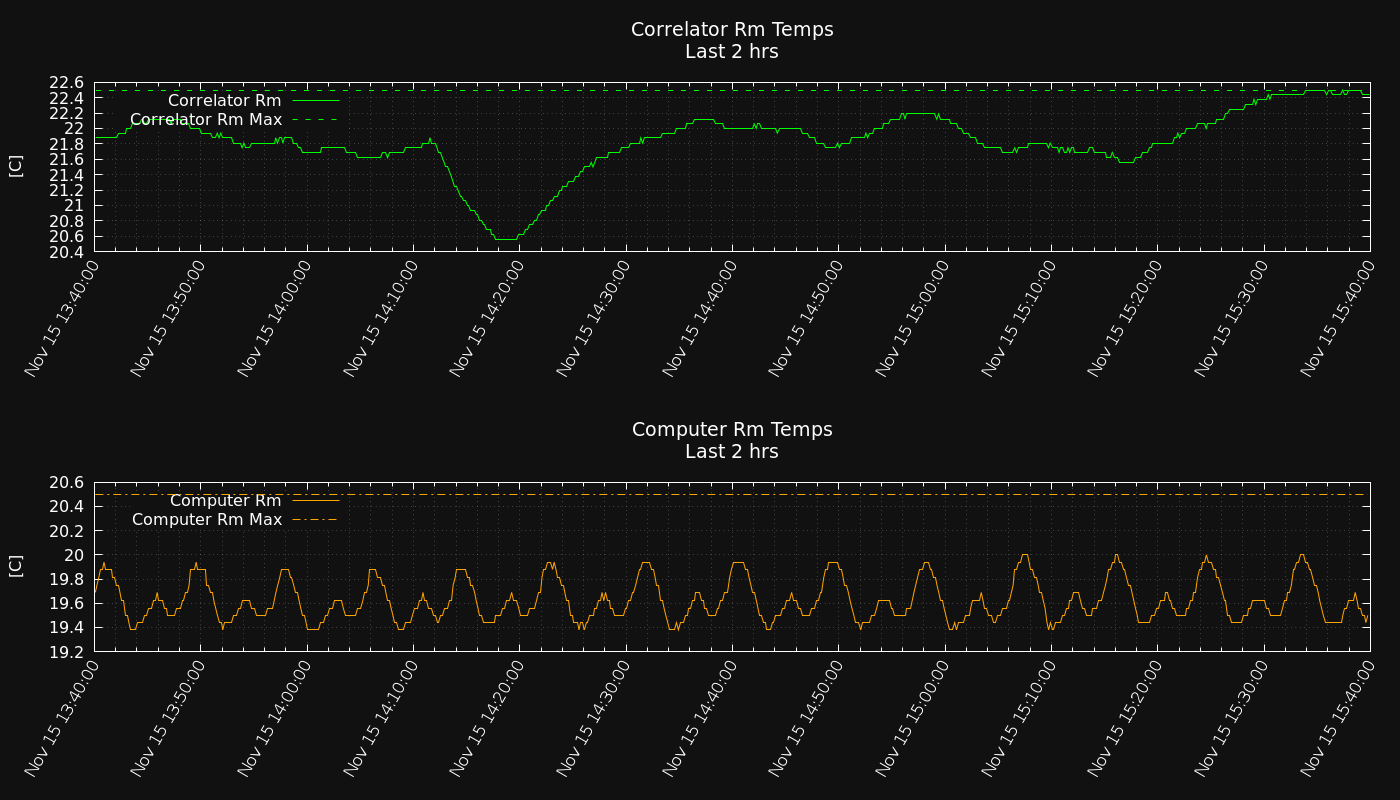 Correlator Rm Temps
Last 2 hrs
22.6
22.4
22.2
22
21.8
21.6
21.4
21.2
21
20.8
20.6
20.4
[C]
Correlator Rm
Correlator Rm Max
Nov 15 13:40:00
Nov 15 13:50:00
Nov 15 14:00:00
Nov 15 14:10:00
Nov 15 14:20:00
Nov 15 14:30:00
Nov 15 14:40:00
Nov 15 14:50:00
Nov 15 15:00:00
Nov 15 15:10:00
Nov 15 15:20:00
Nov 15 15:30:00
Nov 15 15:40:00
Computer Rm Temps
Last 2 hrs
20.6
20.4
20.2
20
19.8
19.6
19.4
19.2
[C]
Computer Rm
Computer Rm Max
Nov 15 13:40:00
Nov 15 13:50:00
Nov 15 14:00:00
Nov 15 14:10:00
Nov 15 14:20:00
Nov 15 14:30:00
Nov 15 14:40:00
Nov 15 14:50:00
Nov 15 15:00:00
Nov 15 15:10:00
Nov 15 15:20:00
Nov 15 15:30:00
Nov 15 15:40:00